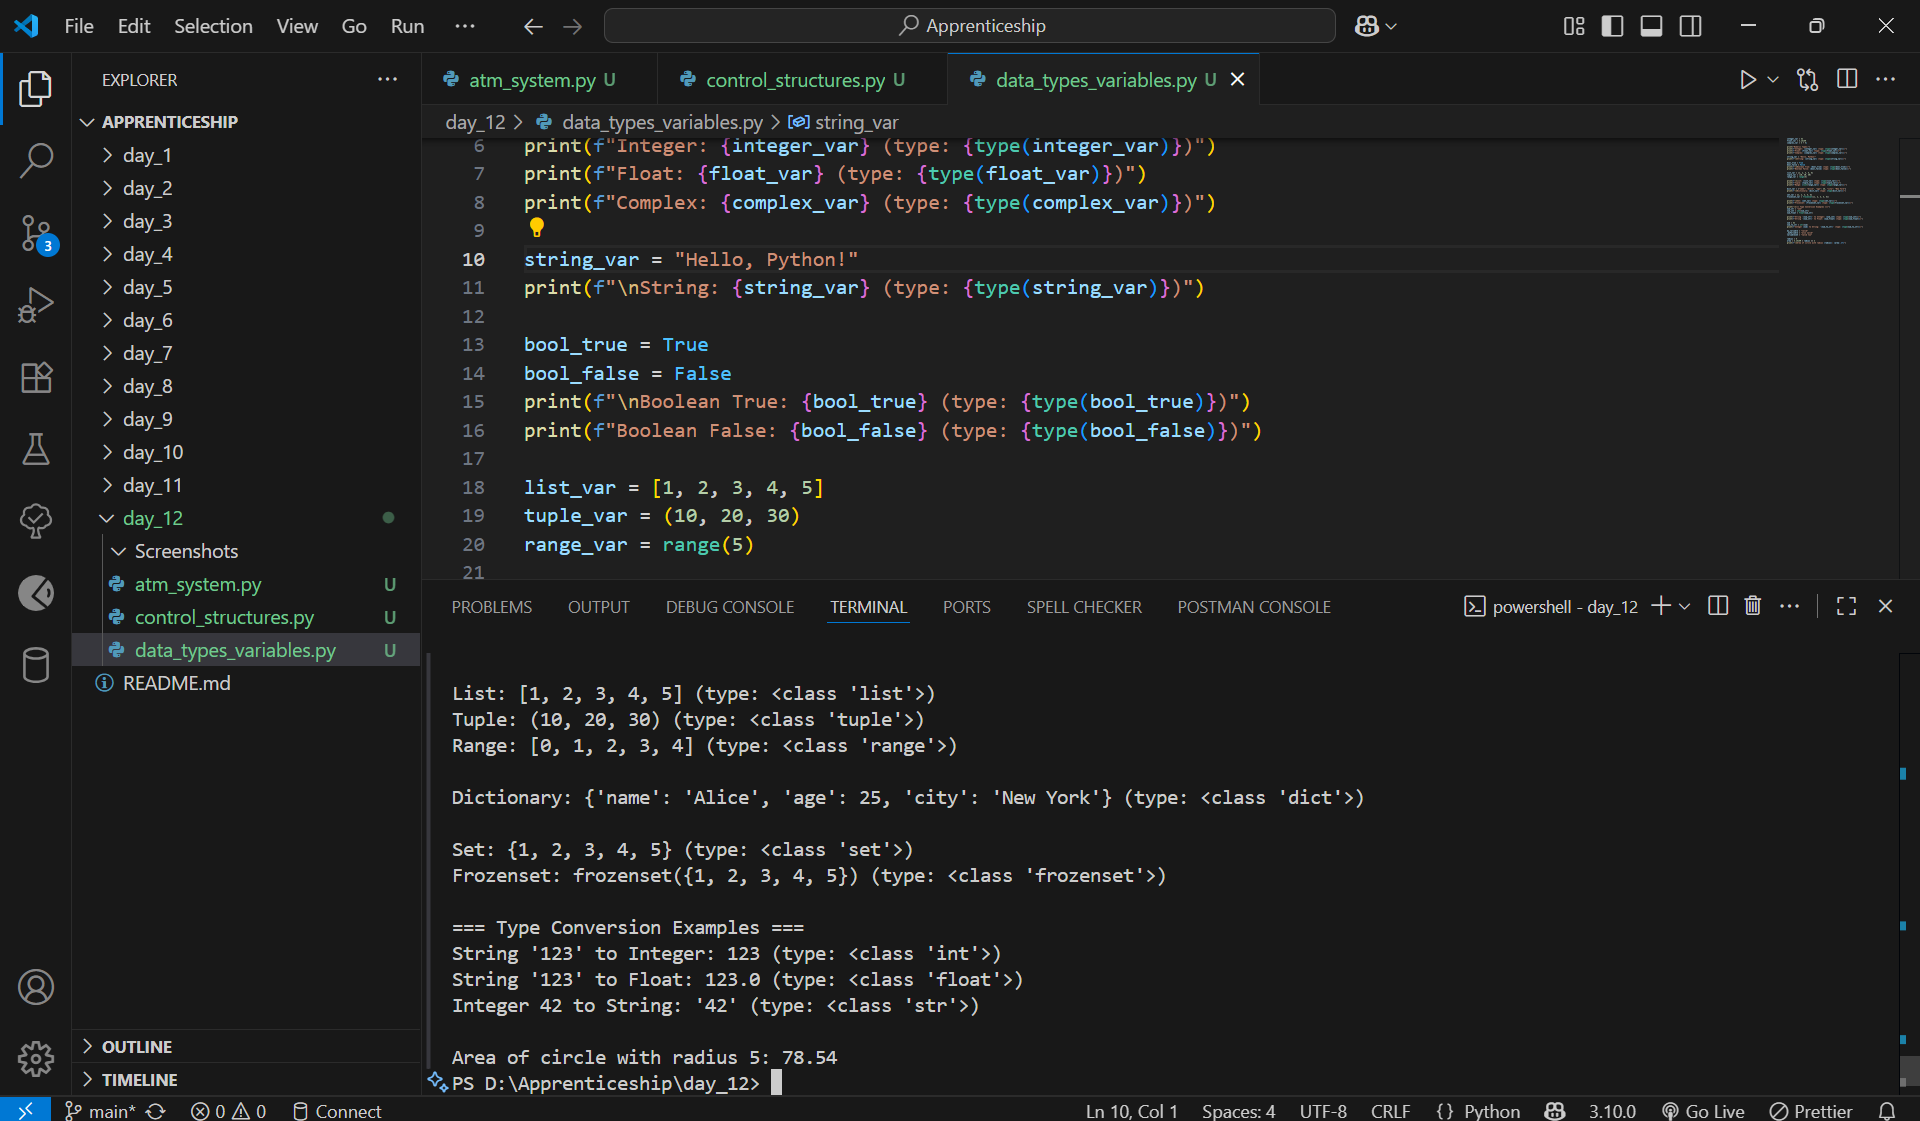 File Edit Selection View Go Run ··· Apprenticeship
EXPLORER ···
APPRENTICESHIP
day_1
day_2
day_3
day_4
day_5
day_6
day_7
day_8
day_9
day_10
day_11
day_12
Screenshots
atm_system.py U
control_structures.py U
data_types_variables.py U
README.md
OUTLINE
TIMELINE
3
atm_system.py U control_structures.py U data_types_variables.py U
day_12 > data_types_variables.py > string_var
6 print(f"Integer: {integer_var} (type: {type(integer_var)})")
7 print(f"Float: {float_var} (type: {type(float_var)})")
8 print(f"Complex: {complex_var} (type: {type(complex_var)})")
9
10 string_var = "Hello, Python!"
11 print(f"\nString: {string_var} (type: {type(string_var)})")
12
13 bool_true = True
14 bool_false = False
15 print(f"\nBoolean True: {bool_true} (type: {type(bool_true)})")
16 print(f"Boolean False: {bool_false} (type: {type(bool_false)})")
17
18 list_var = [1, 2, 3, 4, 5]
19 tuple_var = (10, 20, 30)
20 range_var = range(5)
21
PROBLEMS OUTPUT DEBUG CONSOLE TERMINAL PORTS SPELL CHECKER POSTMAN CONSOLE powershell - day_12
List: [1, 2, 3, 4, 5] (type: <class 'list'>)
Tuple: (10, 20, 30) (type: <class 'tuple'>)
Range: [0, 1, 2, 3, 4] (type: <class 'range'>)
Dictionary: {'name': 'Alice', 'age': 25, 'city': 'New York'} (type: <class 'dict'>)
Set: {1, 2, 3, 4, 5} (type: <class 'set'>)
Frozenset: frozenset({1, 2, 3, 4, 5}) (type: <class 'frozenset'>)
=== Type Conversion Examples ===
String '123' to Integer: 123 (type: <class 'int'>)
String '123' to Float: 123.0 (type: <class 'float'>)
Integer 42 to String: '42' (type: <class 'str'>)
Area of circle with radius 5: 78.54
PS D:\Apprenticeship\day_12>
main* 0 0 Connect Ln 10, Col 1 Spaces: 4 UTF-8 CRLF {} Python 3.10.0 Go Live Prettier